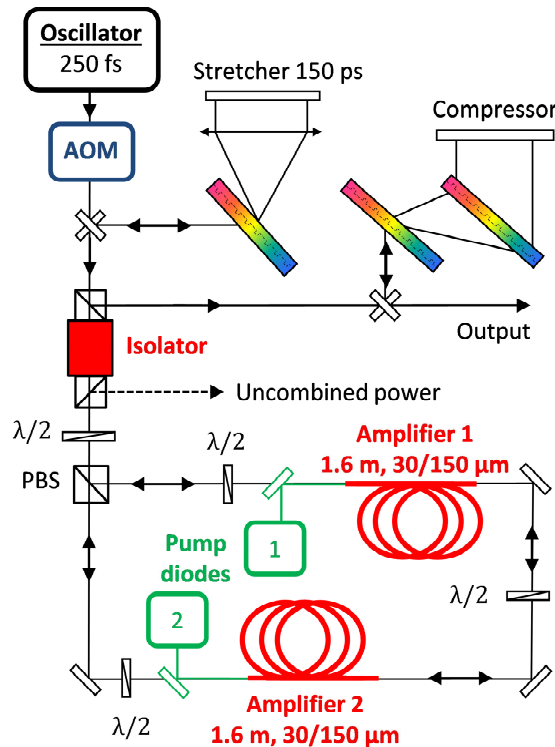 Oscillator
250 fs
Stretcher 150 ps
Compressor
AOM
Output
Isolator
Uncombined power
λ/2
λ/2
Amplifier 1
1.6 m, 30/150 μm
PBS
1
Pump
diodes
λ/2
2
λ/2
Amplifier 2
1.6 m, 30/150 μm